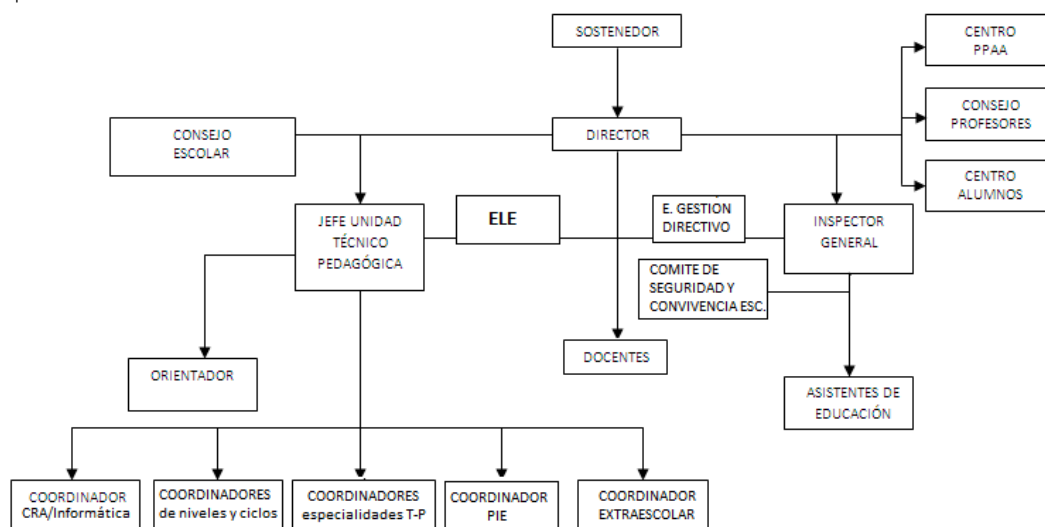 SOSTENEDOR
CENTRO
PPAA
CONSEJO
ESCOLAR
DIRECTOR
CONSEJO
PROFESORES
CENTRO
ALUMNOS
JEFE UNIDAD
TÉCNICO
PEDAGÓGICA
ELE
E. GESTIÓN
DIRECTIVO
INSPECTOR
GENERAL
COMITE DE
SEGURIDAD Y
CONVIVENCIA ESC.
ORIENTADOR
DOCENTES
ASISTENTES DE
EDUCACIÓN
COORDINADOR
CRA/Informática
COORDINADORES
de niveles y ciclos
COORDINADORES
especialidades T-P
COORDINADOR
PIE
COORDINADOR
EXTRAESCOLAR